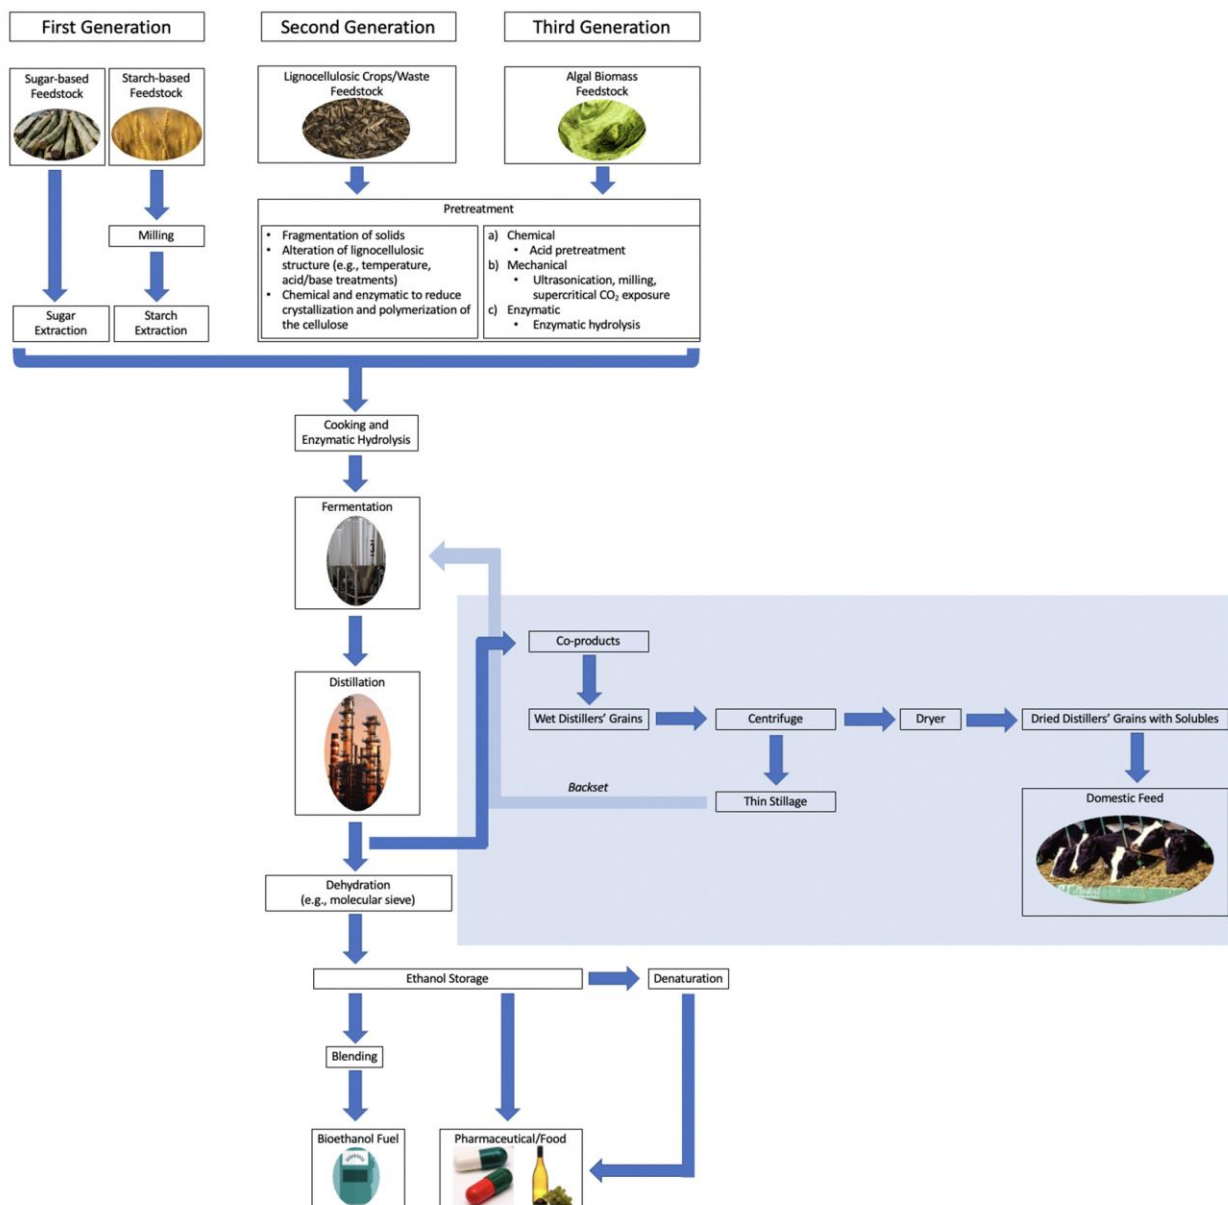 First Generation
Second Generation
Third Generation
Sugar-based
Feedstock
Starch-based
Feedstock
Lignocellulosic Crops/Waste
Feedstock
Algal Biomass
Feedstock
Milling
Sugar
Extraction
Starch
Extraction
Pretreatment
• Fragmentation of solids
• Alteration of lignocellulosic
structure (e.g., temperature,
acid/base treatments)
• Chemical and enzymatic to reduce
crystallization and polymerization of
the cellulose
a) Chemical
• Acid pretreatment
b) Mechanical
• Ultrasonication, milling,
supercritical CO₂ exposure
c) Enzymatic
• Enzymatic hydrolysis
Cooking and
Enzymatic Hydrolysis
Fermentation
Distillation
Co-products
Wet Distillers' Grains
Centrifuge
Dryer
Dried Distillers' Grains with Solubles
Backset
Thin Stillage
Domestic Feed
Dehydration
(e.g., molecular sieve)
Ethanol Storage
Denaturation
Blending
Bioethanol Fuel
Pharmaceutical/Food